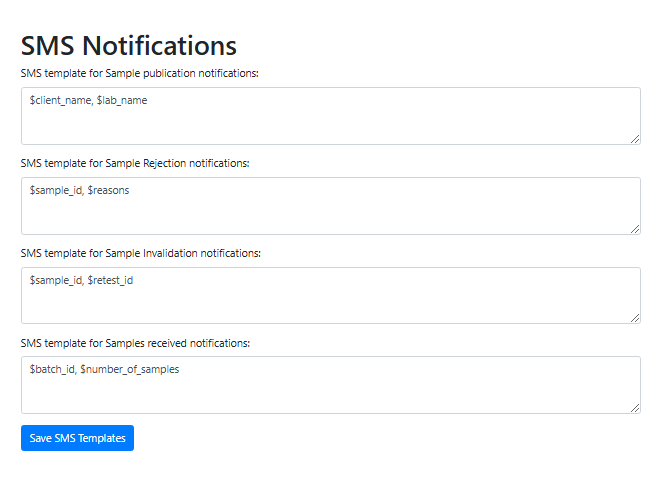 SMS Notifications
SMS template for Sample publication notifications:
$client_name, $lab_name
SMS template for Sample Rejection notifications:
$sample_id, $reasons
SMS template for Sample Invalidation notifications:
$sample_id, $retest_id
SMS template for Samples received notifications:
$batch_id, $number_of_samples
Save SMS Templates